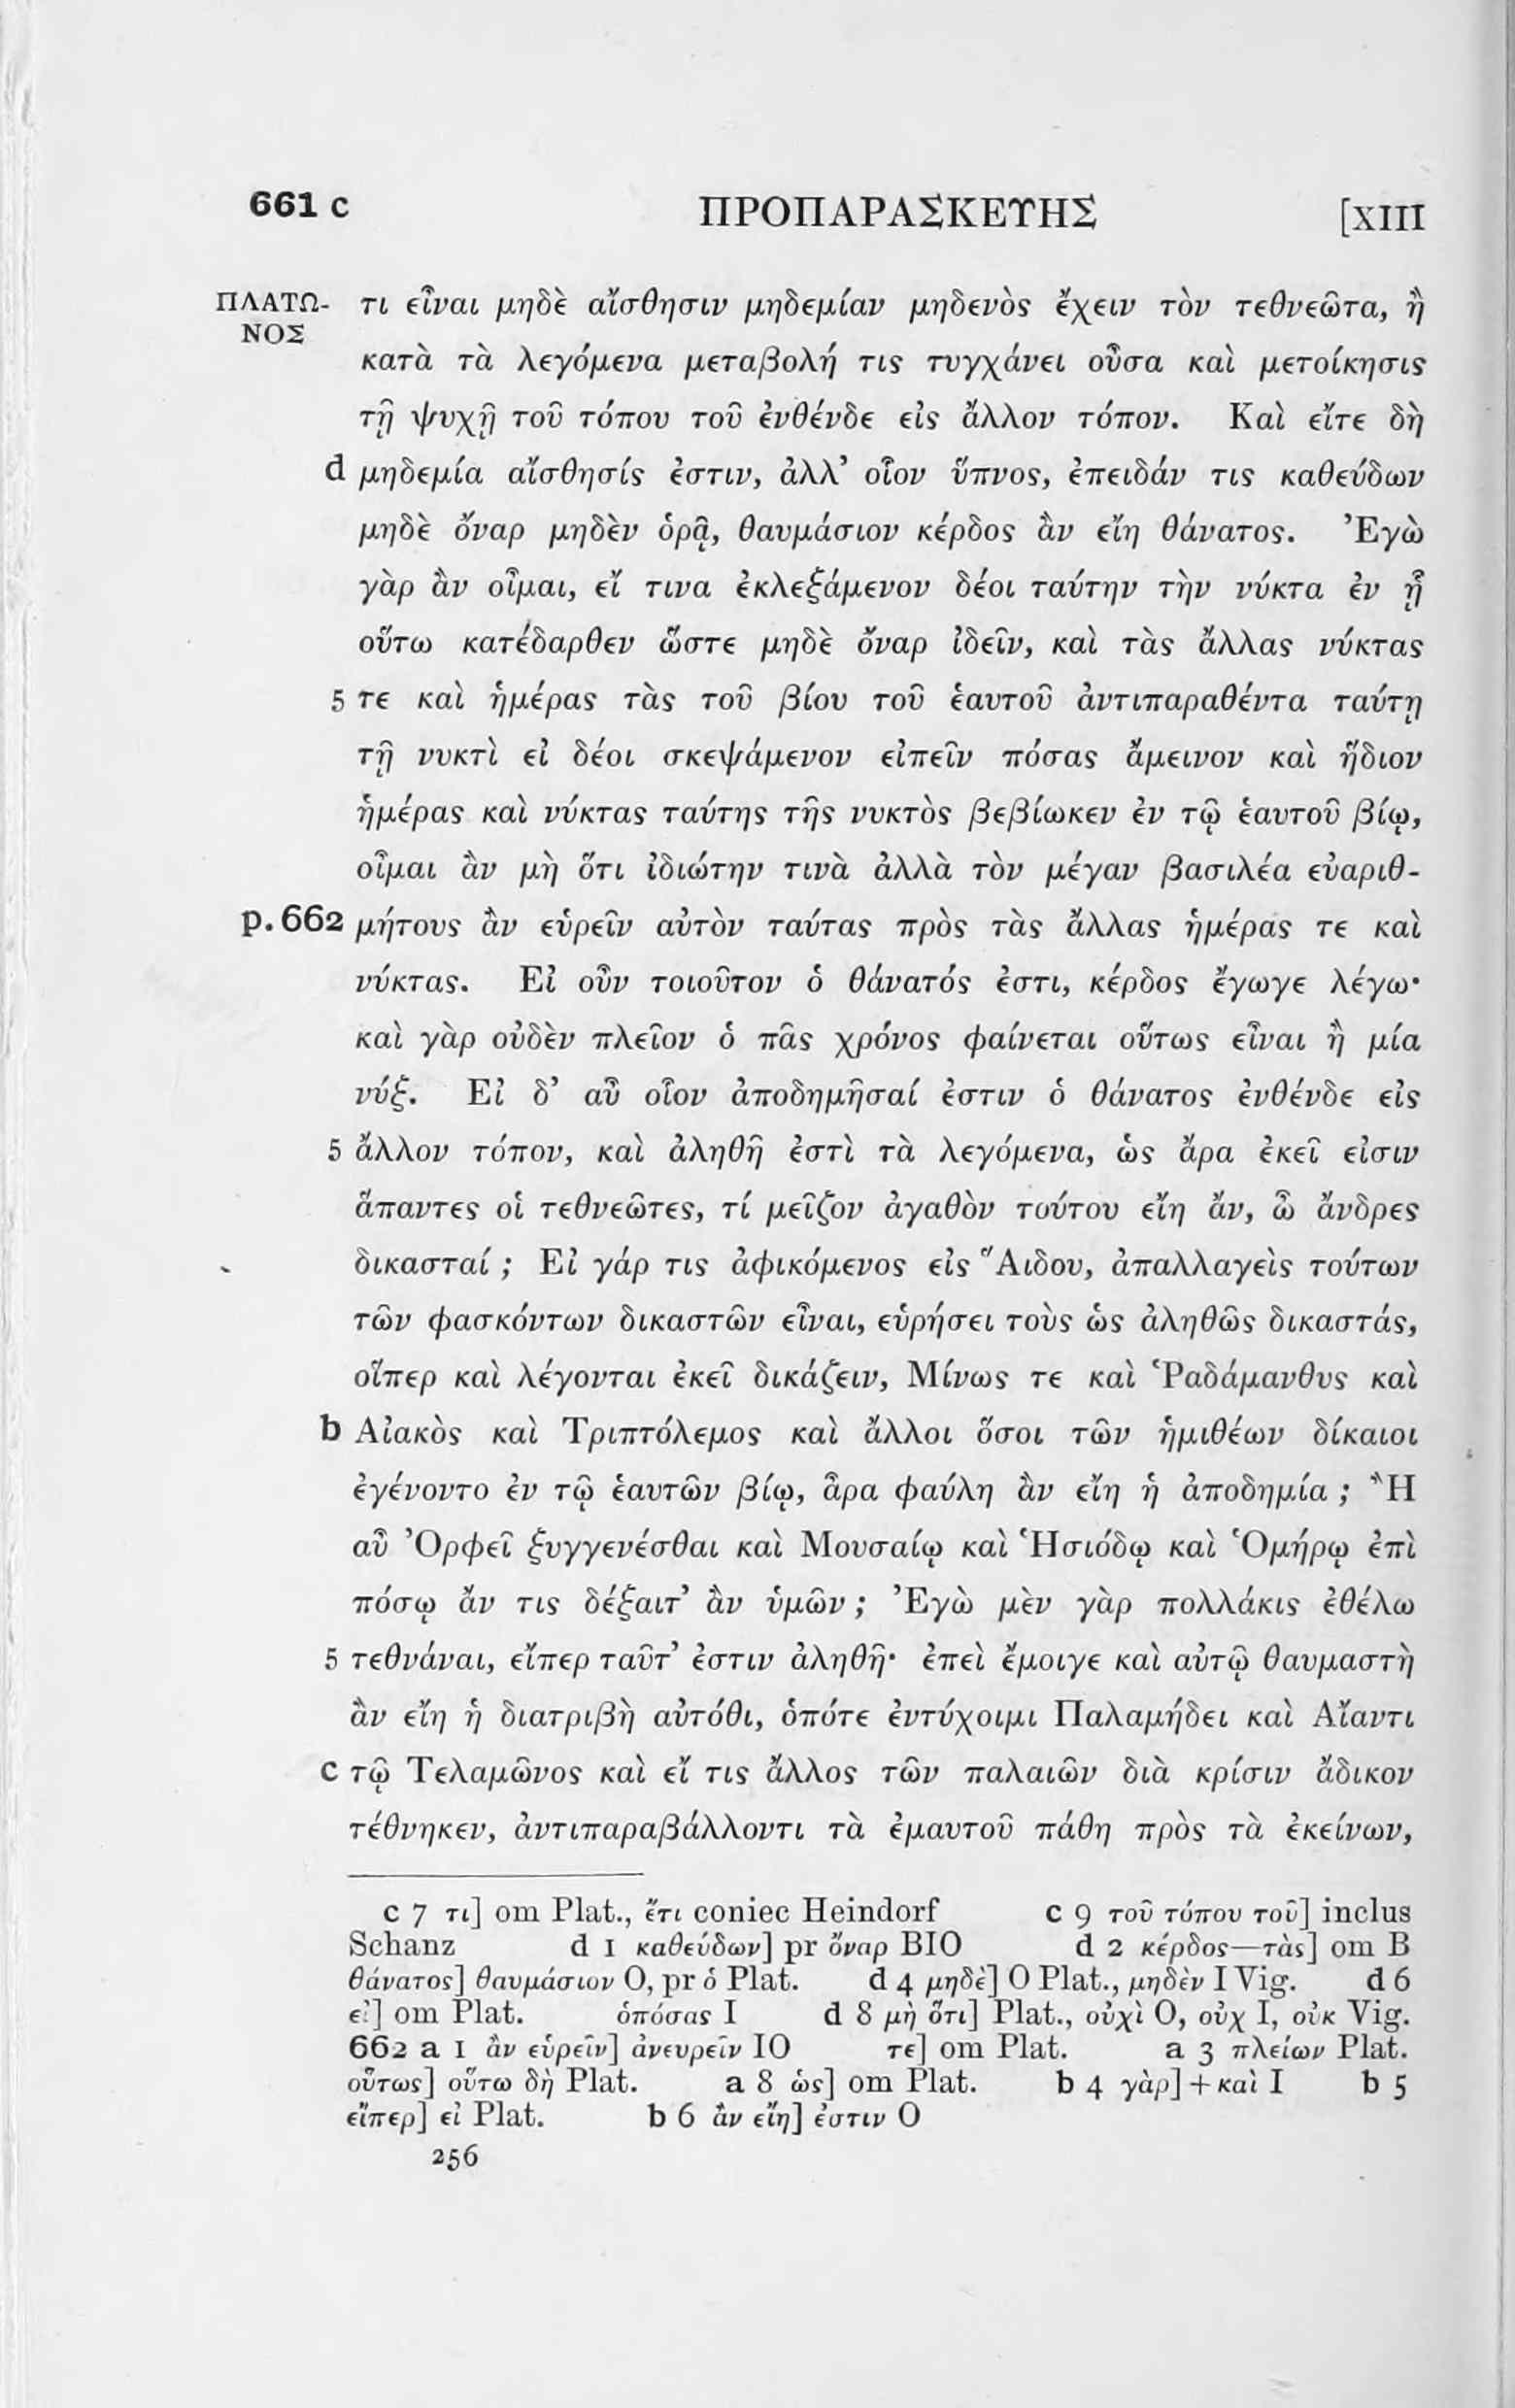 661 c ΠΡΟΠΑΡΑΣΚΕΥΗΣ [XIII
ΠΛΑΤΩ- τι εἶναι μηδὲ αἴσθησιν μηδεμίαν μηδενὸς ἔχειν τὸν τεθνεῶτα, ἢ
ΝΟΣ
κατὰ τὰ λεγόμενα μεταβολή τις τυγχάνει οὖσα καὶ μετοίκησις
τῇ ψυχῇ τοῦ τόπου τοῦ ἐνθένδε εἰς ἄλλον τόπον. Καὶ εἴτε δὴ
d μηδεμία αἴσθησίς ἐστιν, ἀλλ’ οἷον ὕπνος, ἐπειδάν τις καθεύδων
μηδὲ ὄναρ μηδὲν ὁρᾷ, θαυμάσιον κέρδος ἂν εἴη θάνατος. Ἐγὼ
γὰρ ἂν οἶμαι, εἴ τινα ἐκλεξάμενον δέοι ταύτην τὴν νύκτα ἐν ᾗ
οὕτω κατέδαρθεν ὥστε μηδὲ ὄναρ ἰδεῖν, καὶ τὰς ἄλλας νύκτας
5 τε καὶ ἡμέρας τὰς τοῦ βίου τοῦ ἑαυτοῦ ἀντιπαραθέντα ταύτῃ
τῇ νυκτὶ εἰ δέοι σκεψάμενον εἰπεῖν πόσας ἄμεινον καὶ ἥδιον
ἡμέρας καὶ νύκτας ταύτης τῆς νυκτὸς βεβίωκεν ἐν τῷ ἑαυτοῦ βίῳ,
οἶμαι ἂν μὴ ὅτι ἰδιώτην τινὰ ἀλλὰ τὸν μέγαν βασιλέα εὐαριθ-
p. 662 μήτους ἂν εὑρεῖν αὐτὸν ταύτας πρὸς τὰς ἄλλας ἡμέρας τε καὶ
νύκτας. Εἰ οὖν τοιοῦτον ὁ θάνατός ἐστι, κέρδος ἔγωγε λέγω·
καὶ γὰρ οὐδὲν πλεῖον ὁ πᾶς χρόνος φαίνεται οὕτως εἶναι ἢ μία
νύξ. Εἰ δ’ αὖ οἷον ἀποδημῆσαί ἐστιν ὁ θάνατος ἐνθένδε εἰς
5 ἄλλον τόπον, καὶ ἀληθῆ ἐστὶ τὰ λεγόμενα, ὡς ἄρα ἐκεῖ εἰσιν
ἅπαντες οἱ τεθνεῶτες, τί μεῖζον ἀγαθὸν τούτου εἴη ἄν, ὦ ἄνδρες
δικασταί ; Εἰ γάρ τις ἀφικόμενος εἰς Ἅιδου, ἀπαλλαγεὶς τούτων
τῶν φασκόντων δικαστῶν εἶναι, εὑρήσει τοὺς ὡς ἀληθῶς δικαστάς,
οἵπερ καὶ λέγονται ἐκεῖ δικάζειν, Μίνως τε καὶ Ῥαδάμανθυς καὶ
b Αἰακὸς καὶ Τριπτόλεμος καὶ ἄλλοι ὅσοι τῶν ἡμιθέων δίκαιοι
ἐγένοντο ἐν τῷ ἑαυτῶν βίῳ, ἆρα φαύλη ἂν εἴη ἡ ἀποδημία ; Ἢ
αὖ Ὀρφεῖ ξυγγενέσθαι καὶ Μουσαίῳ καὶ Ἡσιόδῳ καὶ Ὁμήρῳ ἐπὶ
πόσῳ ἄν τις δέξαιτ’ ἂν ὑμῶν ; Ἐγὼ μὲν γὰρ πολλάκις ἐθέλω
5 τεθνάναι, εἴπερ ταῦτ’ ἐστιν ἀληθῆ· ἐπεὶ ἔμοιγε καὶ αὐτῷ θαυμαστὴ
ἂν εἴη ἡ διατριβὴ αὐτόθι, ὁπότε ἐντύχοιμι Παλαμήδει καὶ Αἴαντι
c τῷ Τελαμῶνος καὶ εἴ τις ἄλλος τῶν παλαιῶν διὰ κρίσιν ἄδικον
τέθνηκεν, ἀντιπαραβάλλοντι τὰ ἐμαυτοῦ πάθη πρὸς τὰ ἐκείνων,
c 7 τι] om Plat., ἔτι coniec Heindorf c 9 τοῦ τόπου τοῦ] inclus
Schanz d 1 καθεύδων] pr ὄναρ BIO d 2 κέρδος—τὰς] om B
θάνατος] θαυμάσιον O, pr ὁ Plat. d 4 μηδὲ] O Plat., μηδὲν I Vig. d 6
εἰ] om Plat. ὁπόσας I d 8 μὴ ὅτι] Plat., οὐχὶ O, οὐχ I, οὐκ Vig.
662 a 1 ἂν εὑρεῖν] ἀνευρεῖν IO τε] om Plat. a 3 πλείων Plat.
οὕτως] οὕτω δὴ Plat. a 8 ὡς] om Plat. b 4 γὰρ] + καὶ I b 5
εἴπερ] εἰ Plat. b 6 ἂν εἴη] ἐστιν O
256